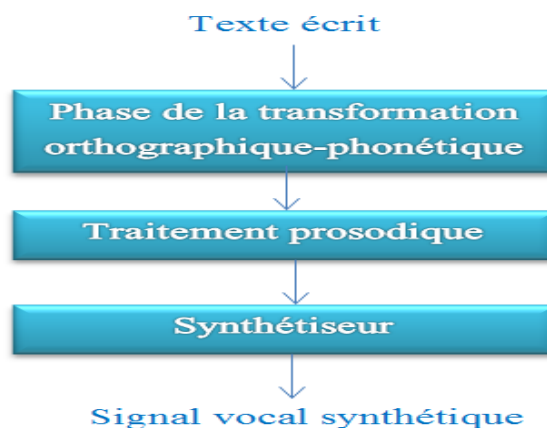 Texte écrit
Phase de la transformation
orthographique-phonétique
Traitement prosodique
Synthétiseur
Signal vocal synthétique